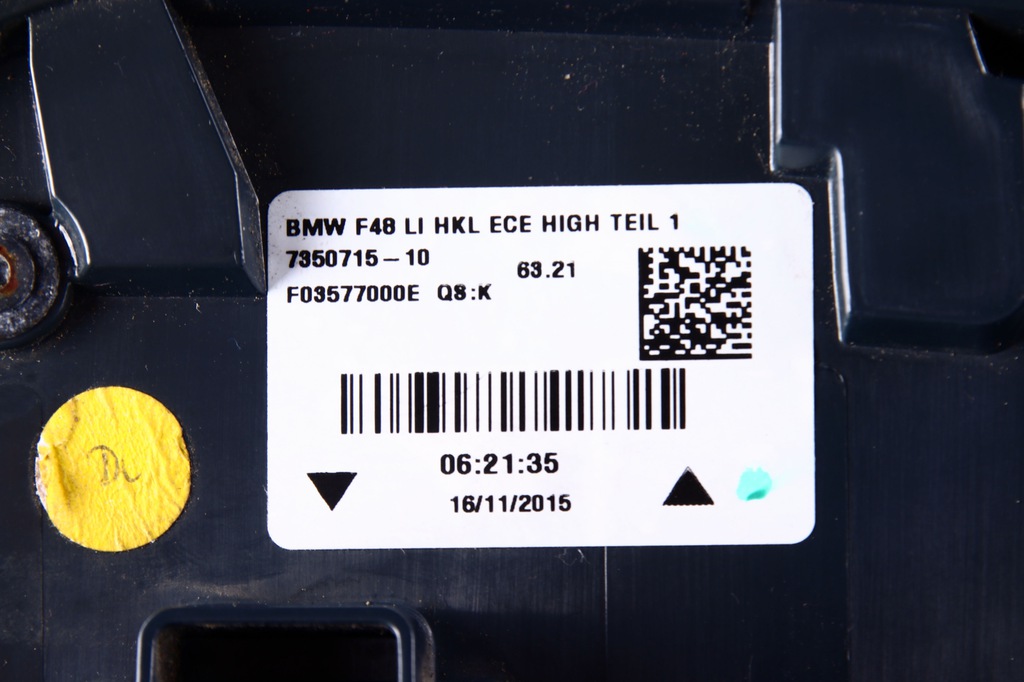 BMW F48 LI HKL ECE HIGH TEIL 1
7350715-10
63.21
F03577000E QS:K
06:21:35
16/11/2015